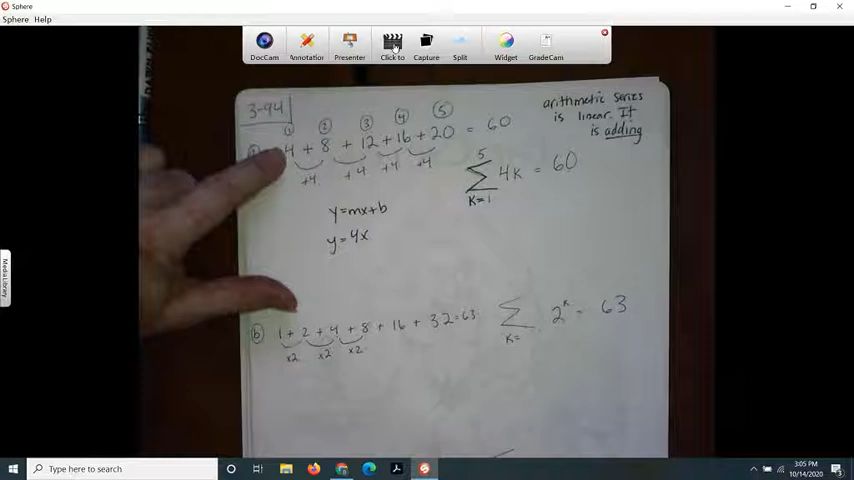 Sphere
Sphere Help
DocCam Annotation Presenter Click to Capture Split Widget GradeCam
3-94
① ② ③ ④ ⑤
4 + 8 + 12 + 16 + 20 = 60
+4 +4 +4 +4
arithmetic series
is linear. It
is adding
5
∑ 4K = 60
K=1
y=mx+b
y=4x
ⓑ 1 + 2 + 4 + 8 + 16 + 32 = 63
x2 x2 x2
∑ 2^K = 63
K=
Media Library
Type here to search
3:05 PM
10/14/2020